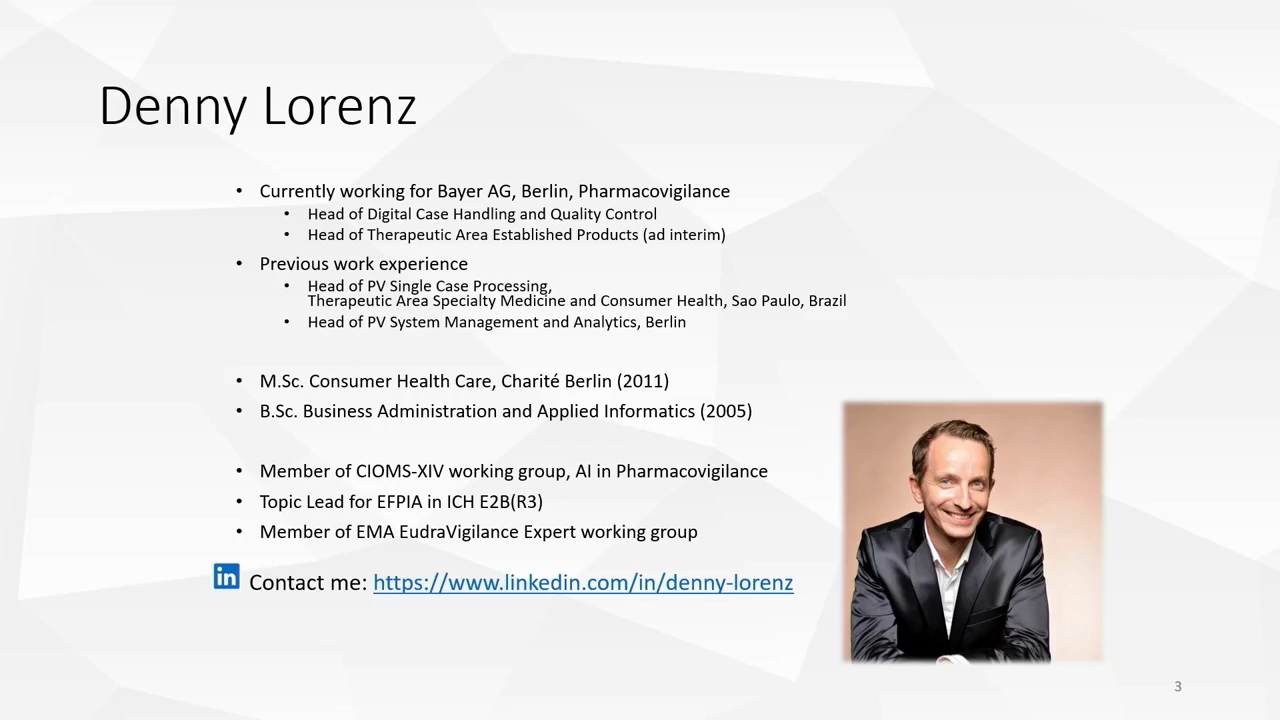 Denny Lorenz
• Currently working for Bayer AG, Berlin, Pharmacovigilance
• Head of Digital Case Handling and Quality Control
• Head of Therapeutic Area Established Products (ad interim)
• Previous work experience
• Head of PV Single Case Processing,
Therapeutic Area Specialty Medicine and Consumer Health, Sao Paulo, Brazil
• Head of PV System Management and Analytics, Berlin
• M.Sc. Consumer Health Care, Charité Berlin (2011)
• B.Sc. Business Administration and Applied Informatics (2005)
• Member of CIOMS-XIV working group, AI in Pharmacovigilance
• Topic Lead for EFPIA in ICH E2B(R3)
• Member of EMA EudraVigilance Expert working group
in Contact me: https://www.linkedin.com/in/denny-lorenz
3